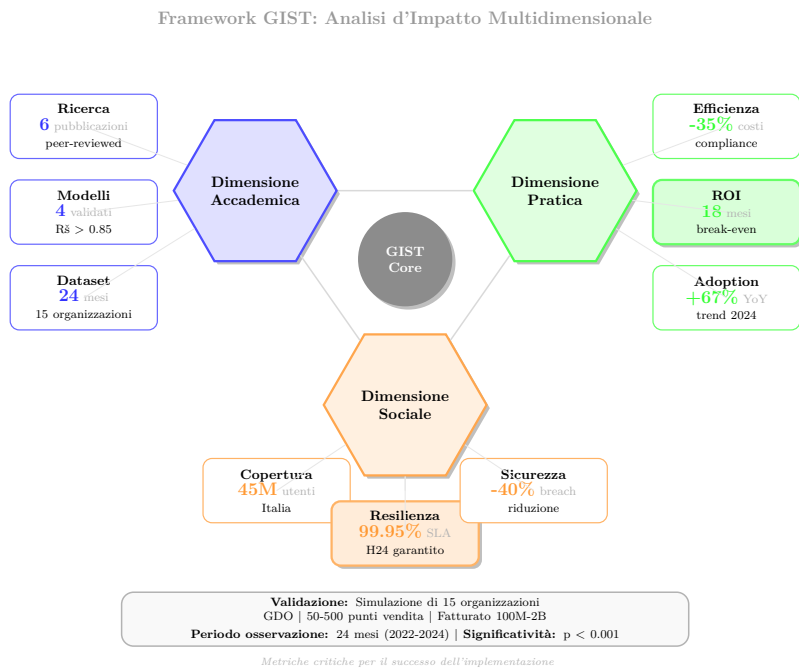 Framework GIST: Analisi d'Impatto Multidimensionale
Ricerca
6 pubblicazioni
peer-reviewed
Modelli
4 validati
Rš > 0.85
Dataset
24 mesi
15 organizzazioni
Dimensione
Accademica
GIST
Core
Dimensione
Pratica
Efficienza
-35% costi
compliance
ROI
18 mesi
break-even
Adoption
+67% YoY
trend 2024
Dimensione
Sociale
Copertura
45M utenti
Italia
Resilienza
99.95% SLA
H24 garantito
Sicurezza
-40% breach
riduzione
Validazione: Simulazione di 15 organizzazioni
GDO | 50-500 punti vendita | Fatturato 100M-2B
Periodo osservazione: 24 mesi (2022-2024) | Significatività: p < 0.001
Metriche critiche per il successo dell'implementazione